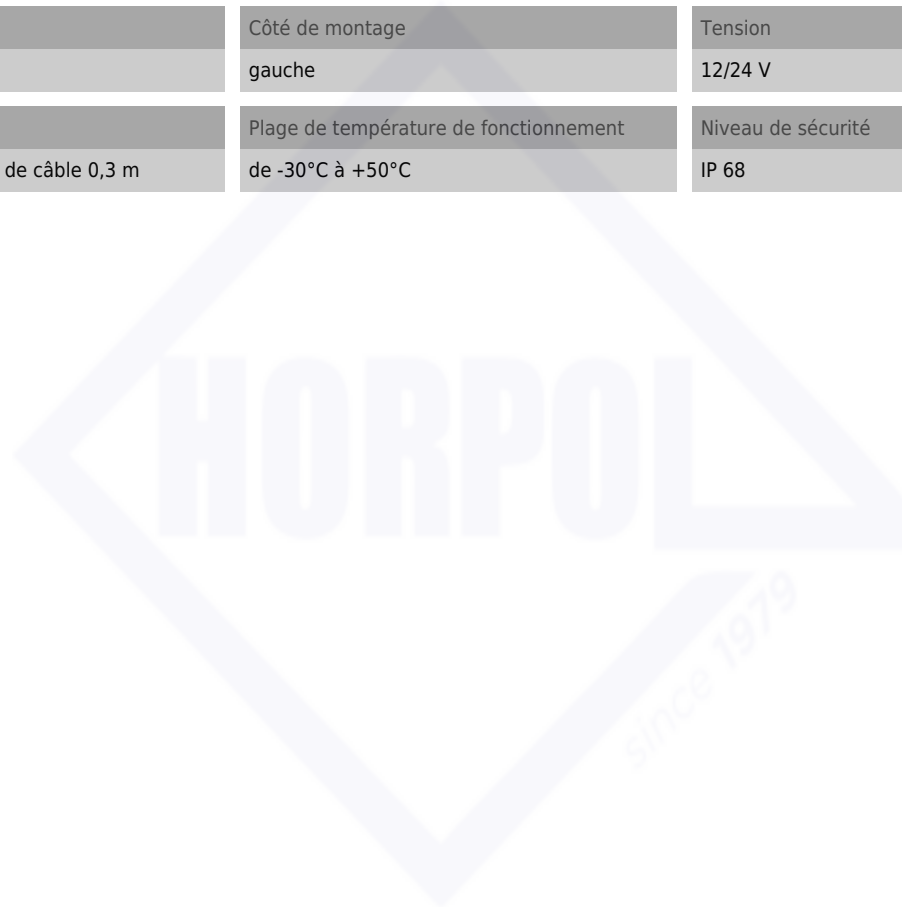 Côté de montage
Tension
gauche
12/24 V
Plage de température de fonctionnement
Niveau de sécurité
de câble 0,3 m
de -30°C à +50°C
IP 68
HORPOL
since 1979